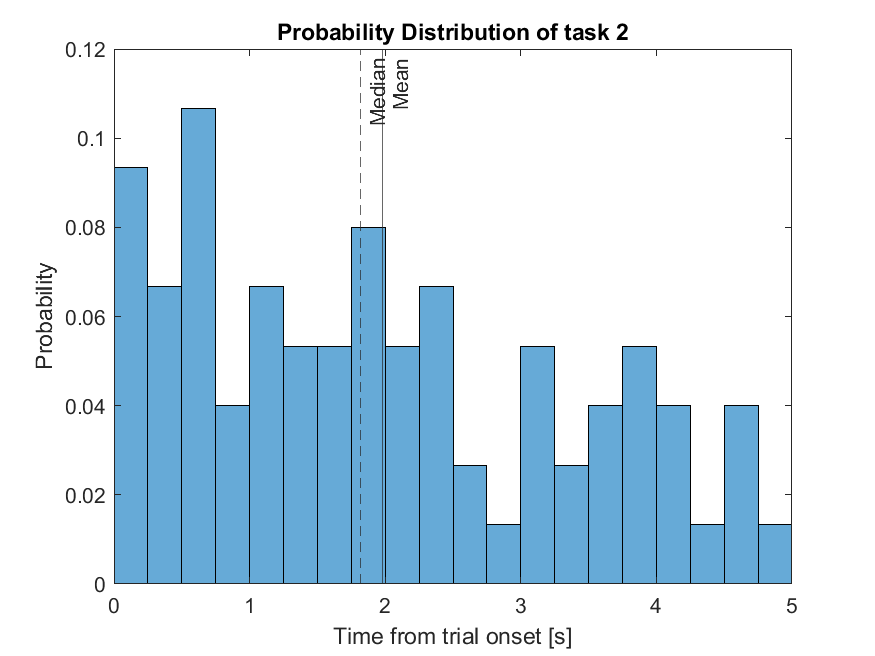 Probability Distribution of task 2
0.12
0.1
0.08
0.06
0.04
0.02
0
Probability
Median
Mean
0 1 2 3 4 5
Time from trial onset [s]